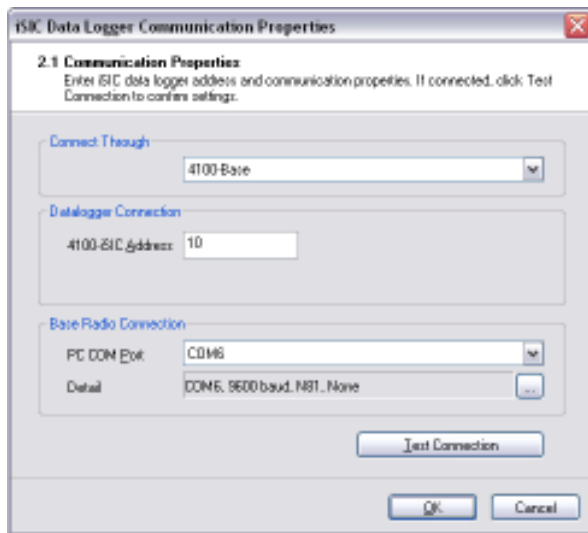 iSIC Data Logger Communication Properties
2.1 Communication Properties
Enter iSIC data logger address and communication properties. If connected, click Test
Connection to confirm settings.
Connect Through
4100-Base
Datalogger Connection
4100-iSIC Address 10
Base Radio Connection
PC COM Port COM6
Detail COM6, 9600 baud, N81, None ...
Test Connection
OK Cancel